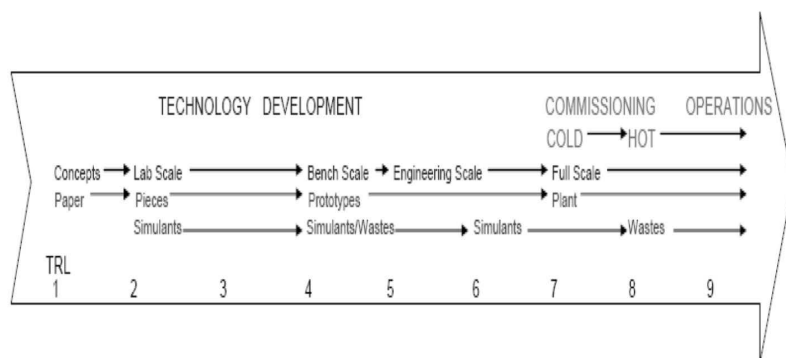 TECHNOLOGY DEVELOPMENT COMMISSIONING OPERATIONS
COLD HOT
Concepts Lab Scale Bench Scale Engineering Scale Full Scale
Paper Pieces Prototypes Plant
Simulants Simulants/Wastes Simulants Wastes
TRL
1 2 3 4 5 6 7 8 9